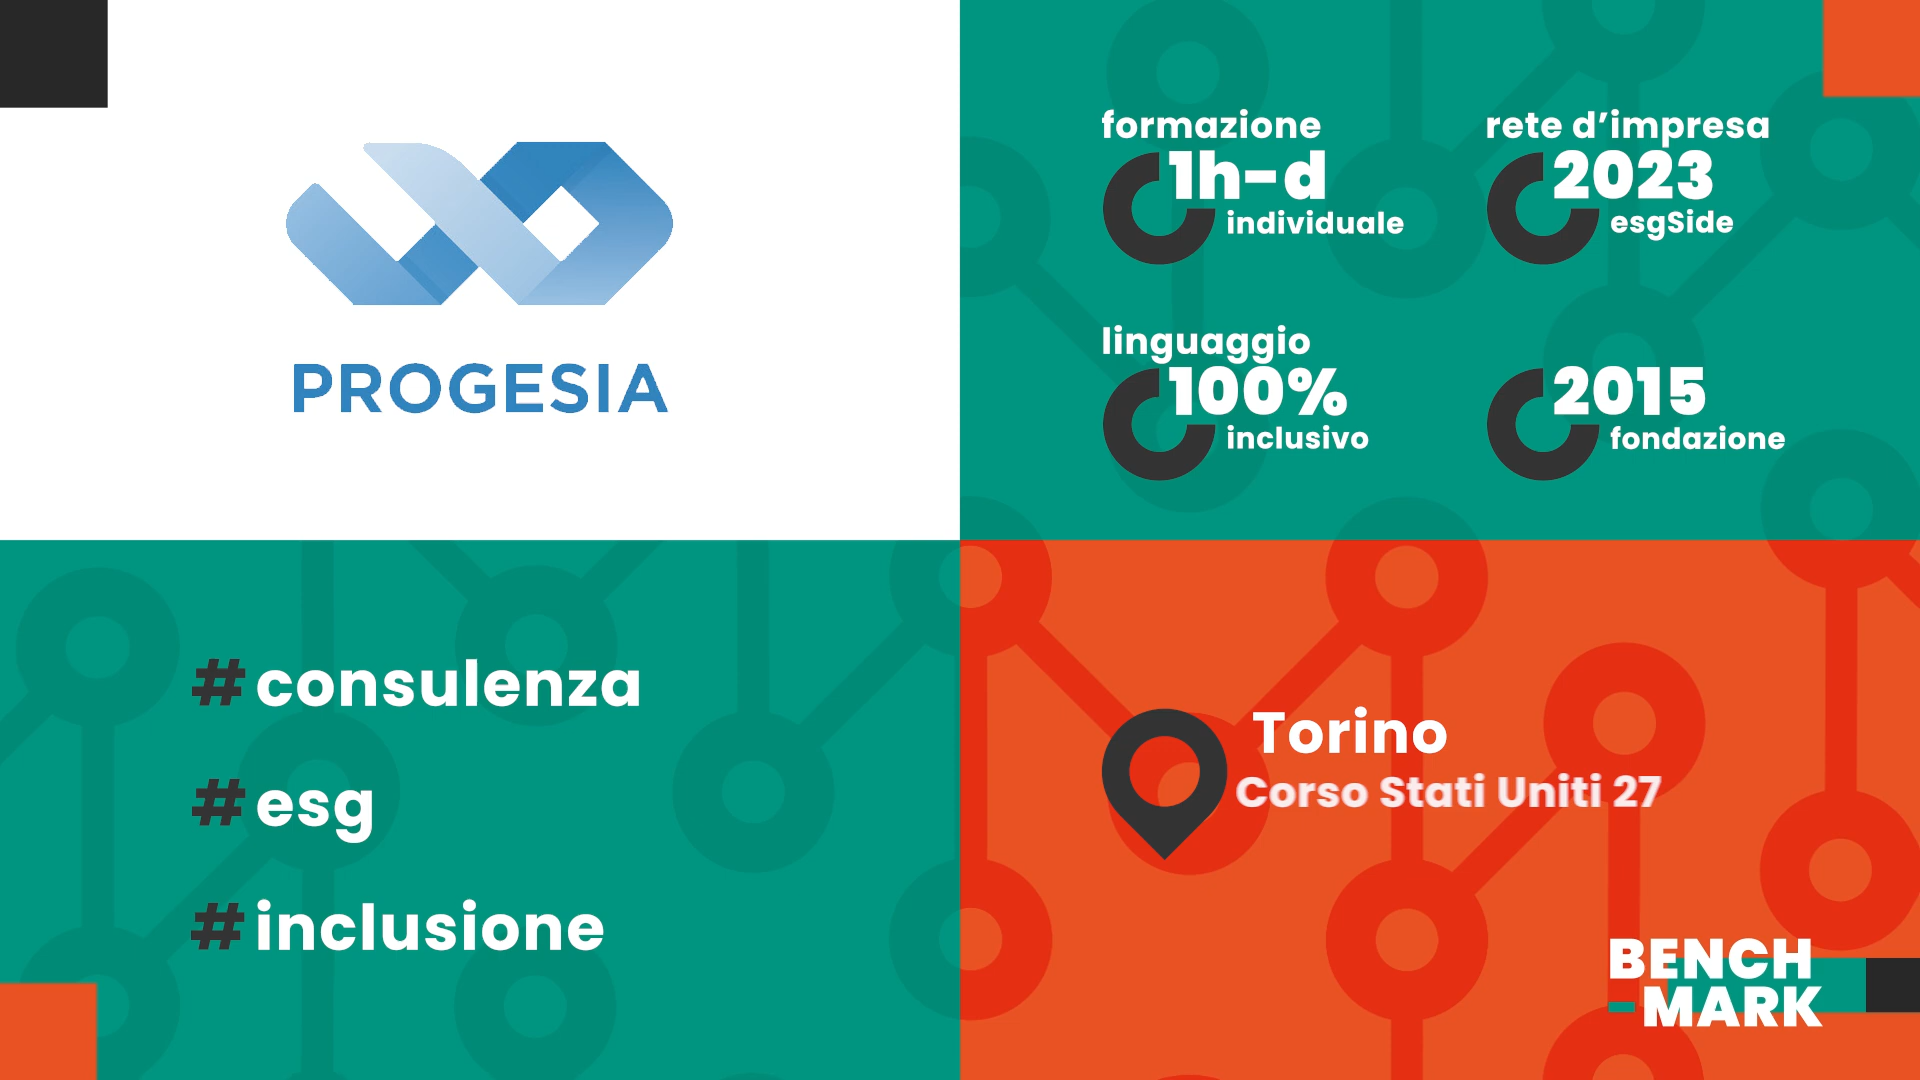 PROGESIA
formazione
1h-d
individuale
rete d’impresa
2023
esgSide
linguaggio
100%
inclusivo
2015
fondazione
#consulenza
#esg
#inclusione
Torino
Corso Stati Uniti 27
BENCH
-MARK